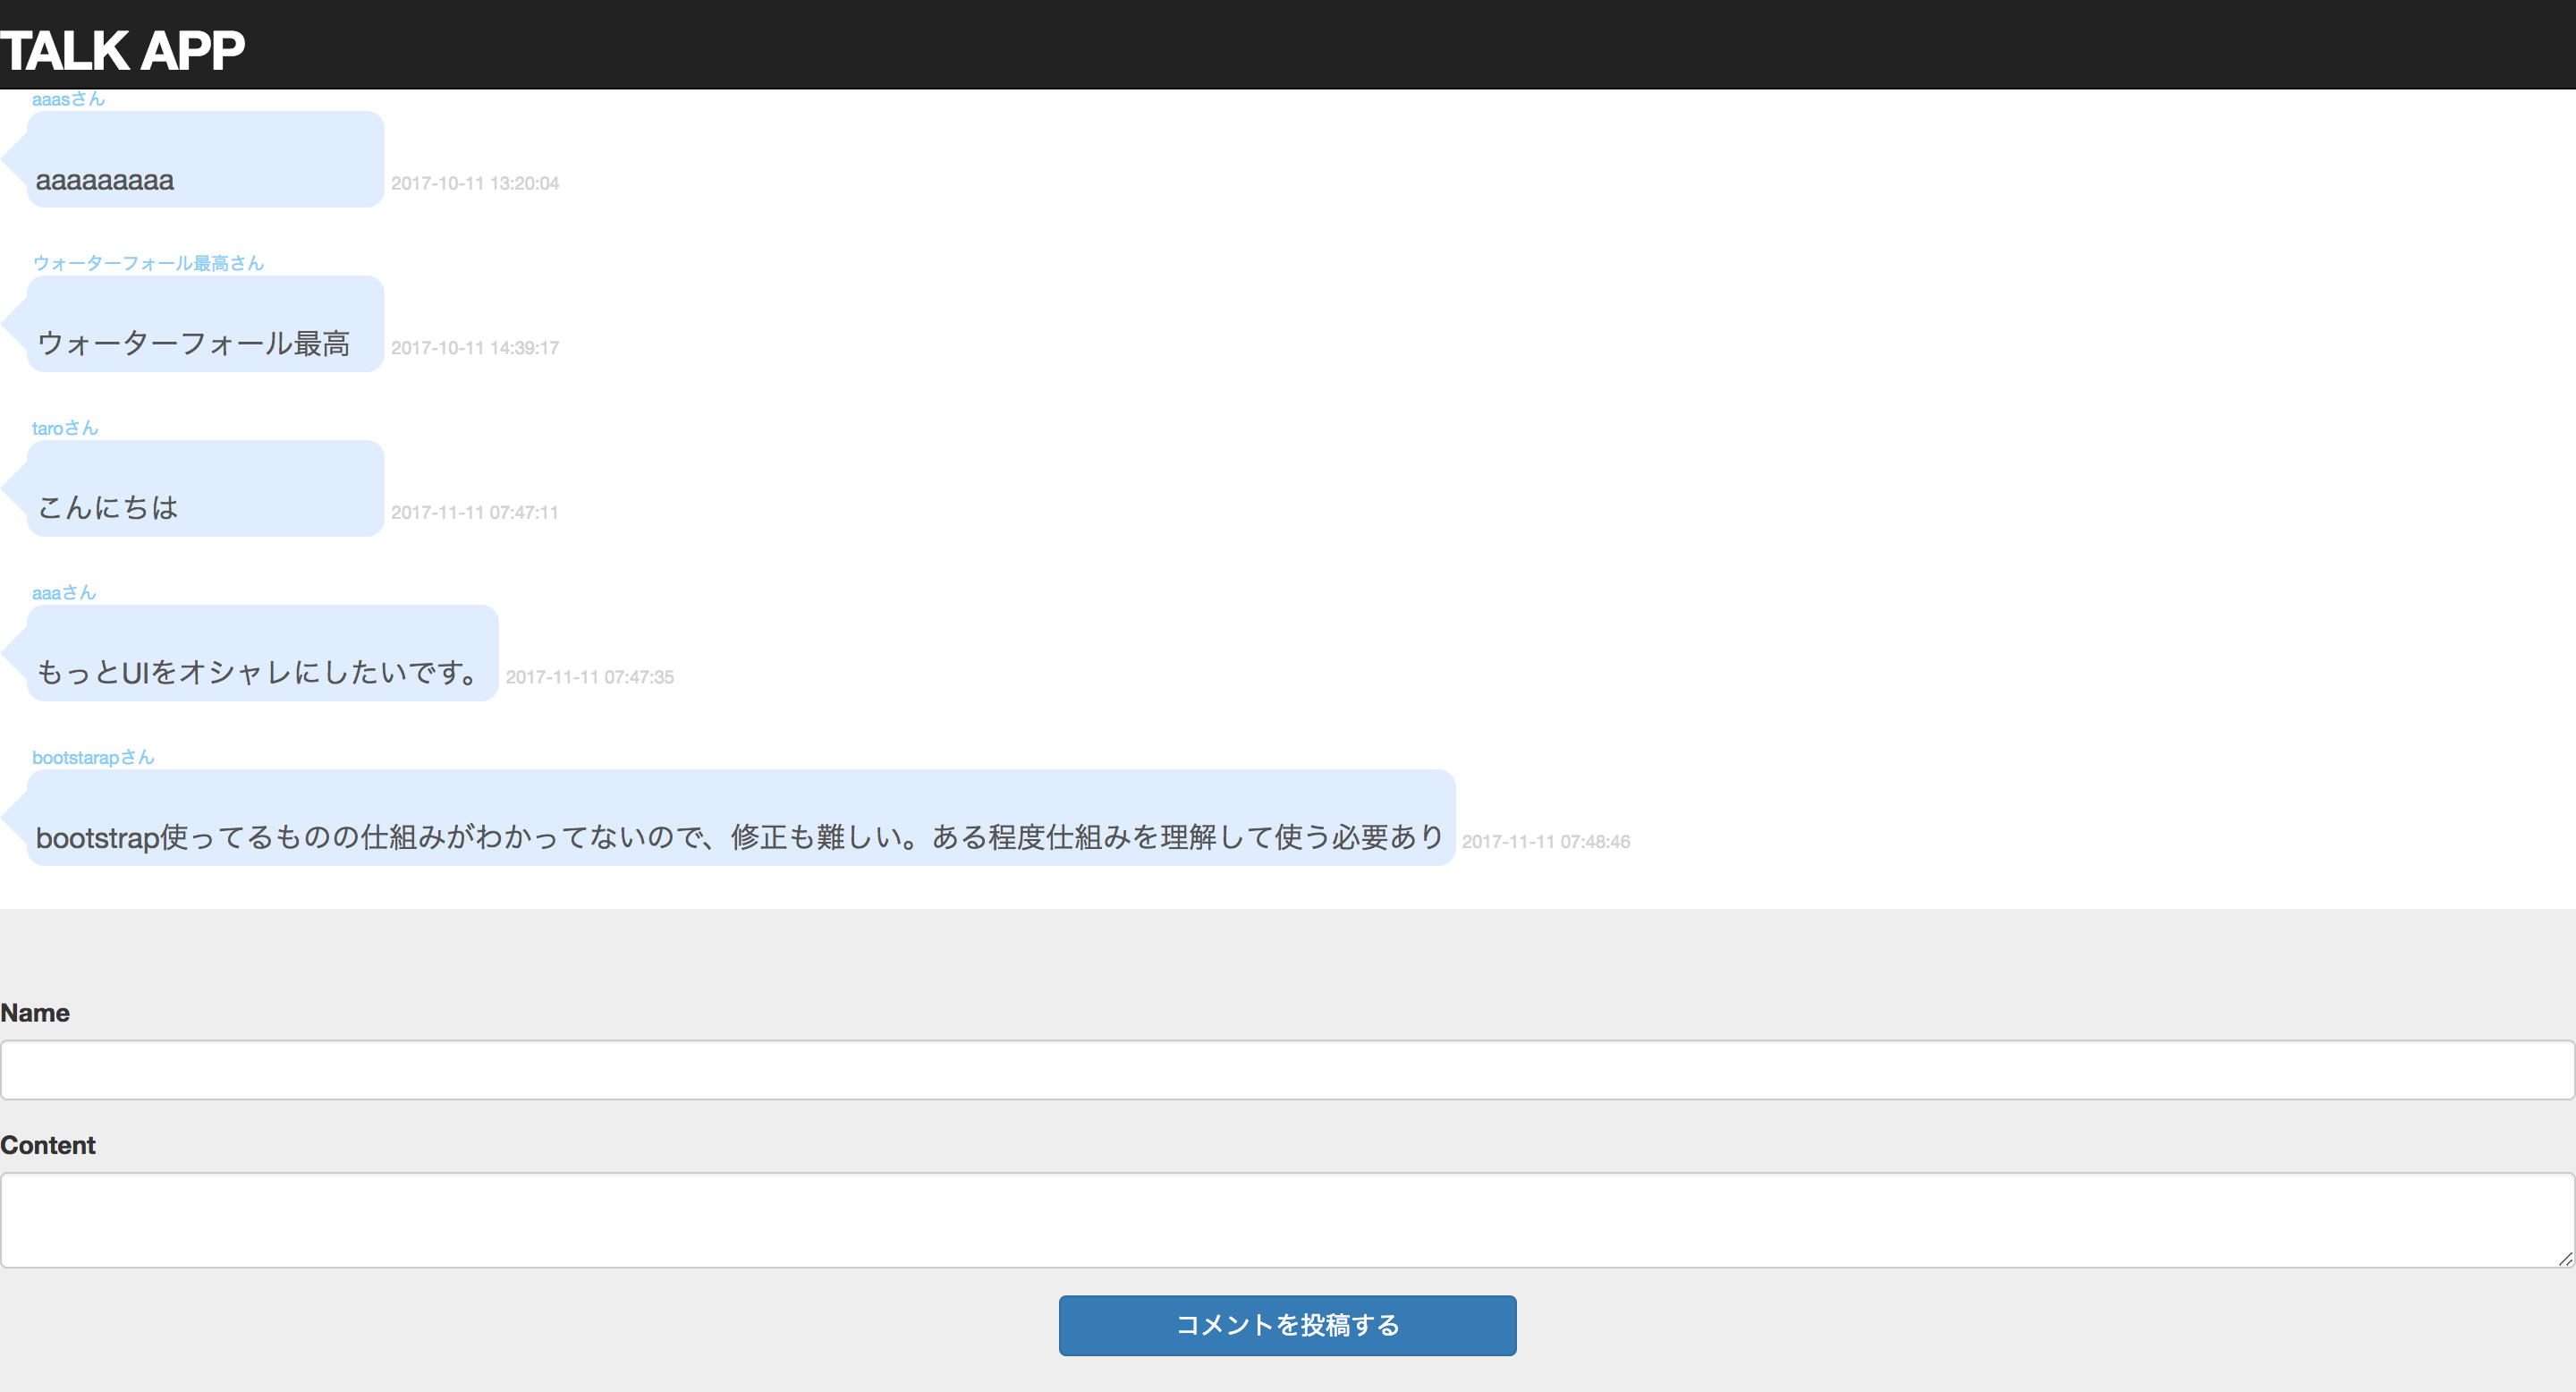 TALK APP
aaasさん
aaaaaaaaa
2017-10-11 13:20:04
ウォーターフォール最高さん
ウォーターフォール最高
2017-10-11 14:39:17
taroさん
こんにちは
2017-11-11 07:47:11
aaaさん
もっとUIをオシャレにしたいです。
2017-11-11 07:47:35
bootstarapさん
bootstrap使ってるものの仕組みがわかってないので、修正も難しい。ある程度仕組みを理解して使う必要あり
2017-11-11 07:48:46
Name
Content
コメントを投稿する